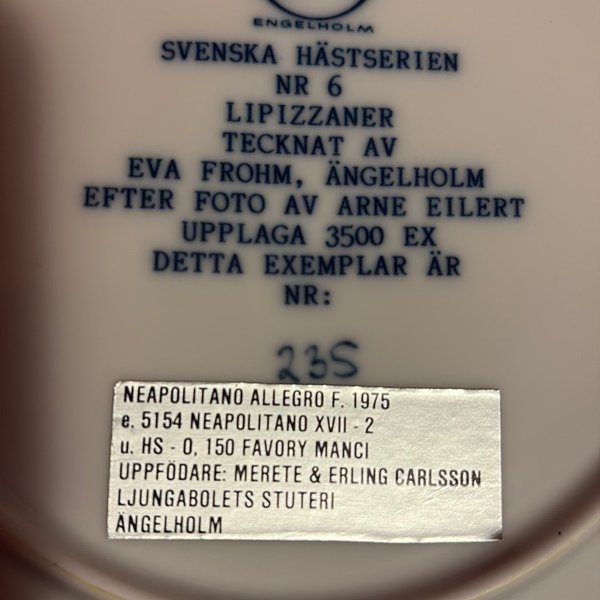 ENGELHOLM
SVENSKA HÄSTSERIEN
NR 6
LIPIZZANER
TECKNAT AV
EVA FROHM, ÄNGELHOLM
EFTER FOTO AV ARNE EILERT
UPPLAGA 3500 EX
DETTA EXEMPLAR ÄR
NR:
235
NEAPOLITANO ALLEGRO F. 1975
e. 5154 NEAPOLITANO XVII - 2
u. HS - O, 150 FAVORY MANCI
UPPFÖDARE: MERETE & ERLING CARLSSON
LJUNGABOLETS STUTERI
ÄNGELHOLM